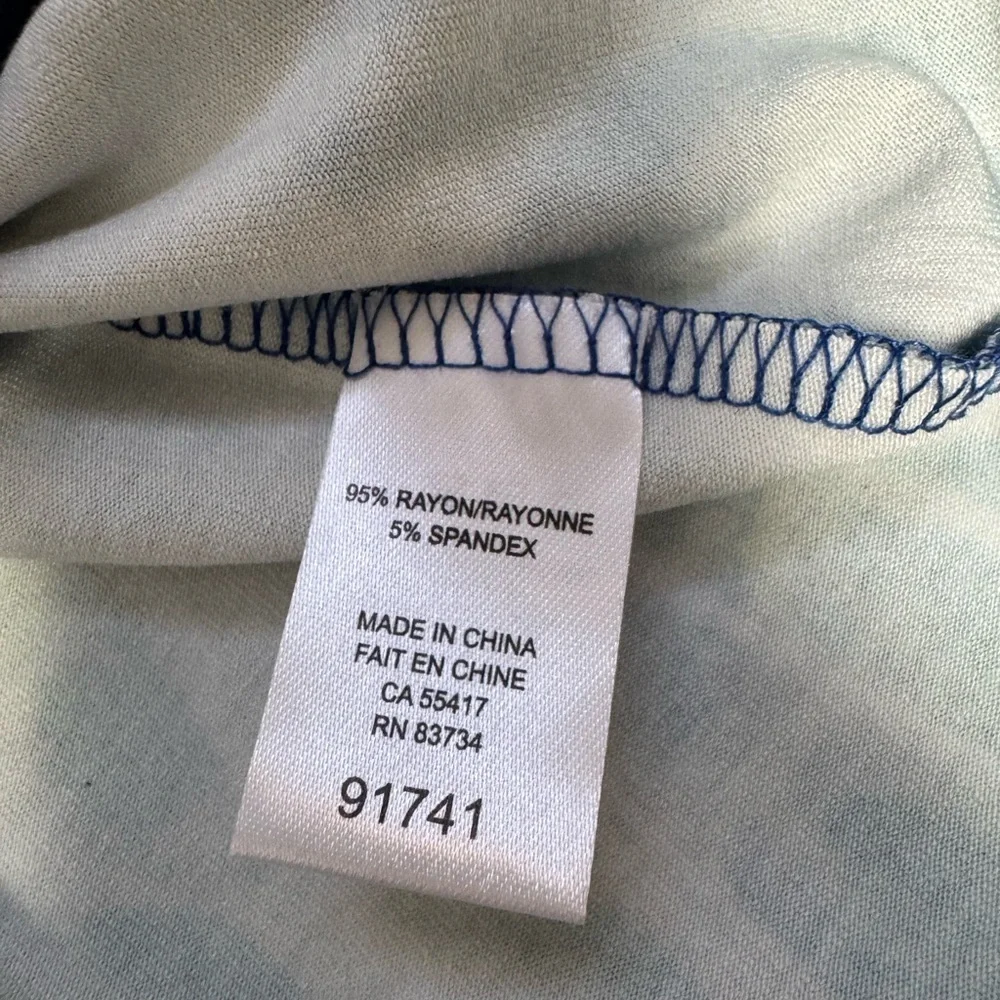 95% RAYON/RAYONNE
5% SPANDEX
MADE IN CHINA
FAIT EN CHINE
CA 55417
RN 83734
91741